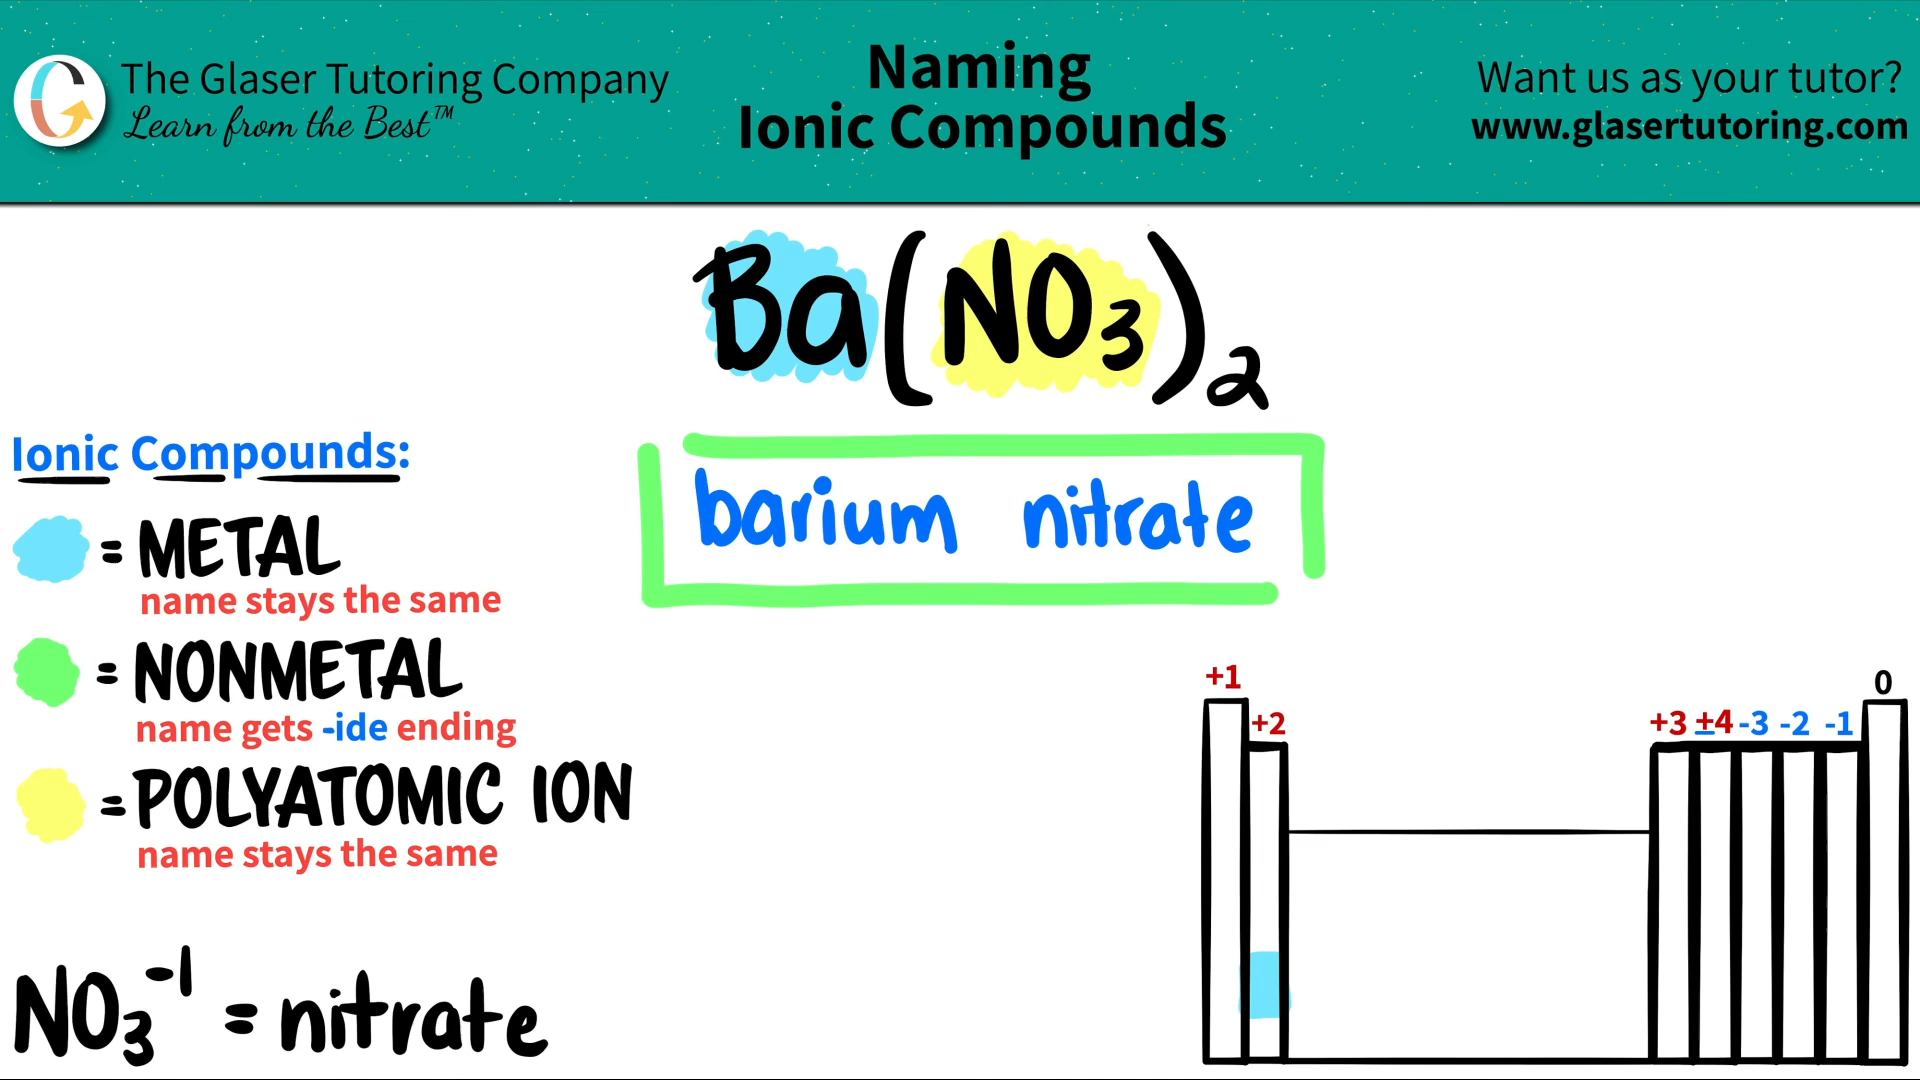 The Glaser Tutoring Company
Learn from the Best™
Naming
Ionic Compounds
Want us as your tutor?
www.glasertutoring.com
Ba(NO₃)₂
barium nitrate
Ionic Compounds:
= METAL
name stays the same
= NONMETAL
name gets -ide ending
= POLYATOMIC ION
name stays the same
NO₃⁻¹ = nitrate
+1
+2
+3 ±4 -3 -2 -1
0